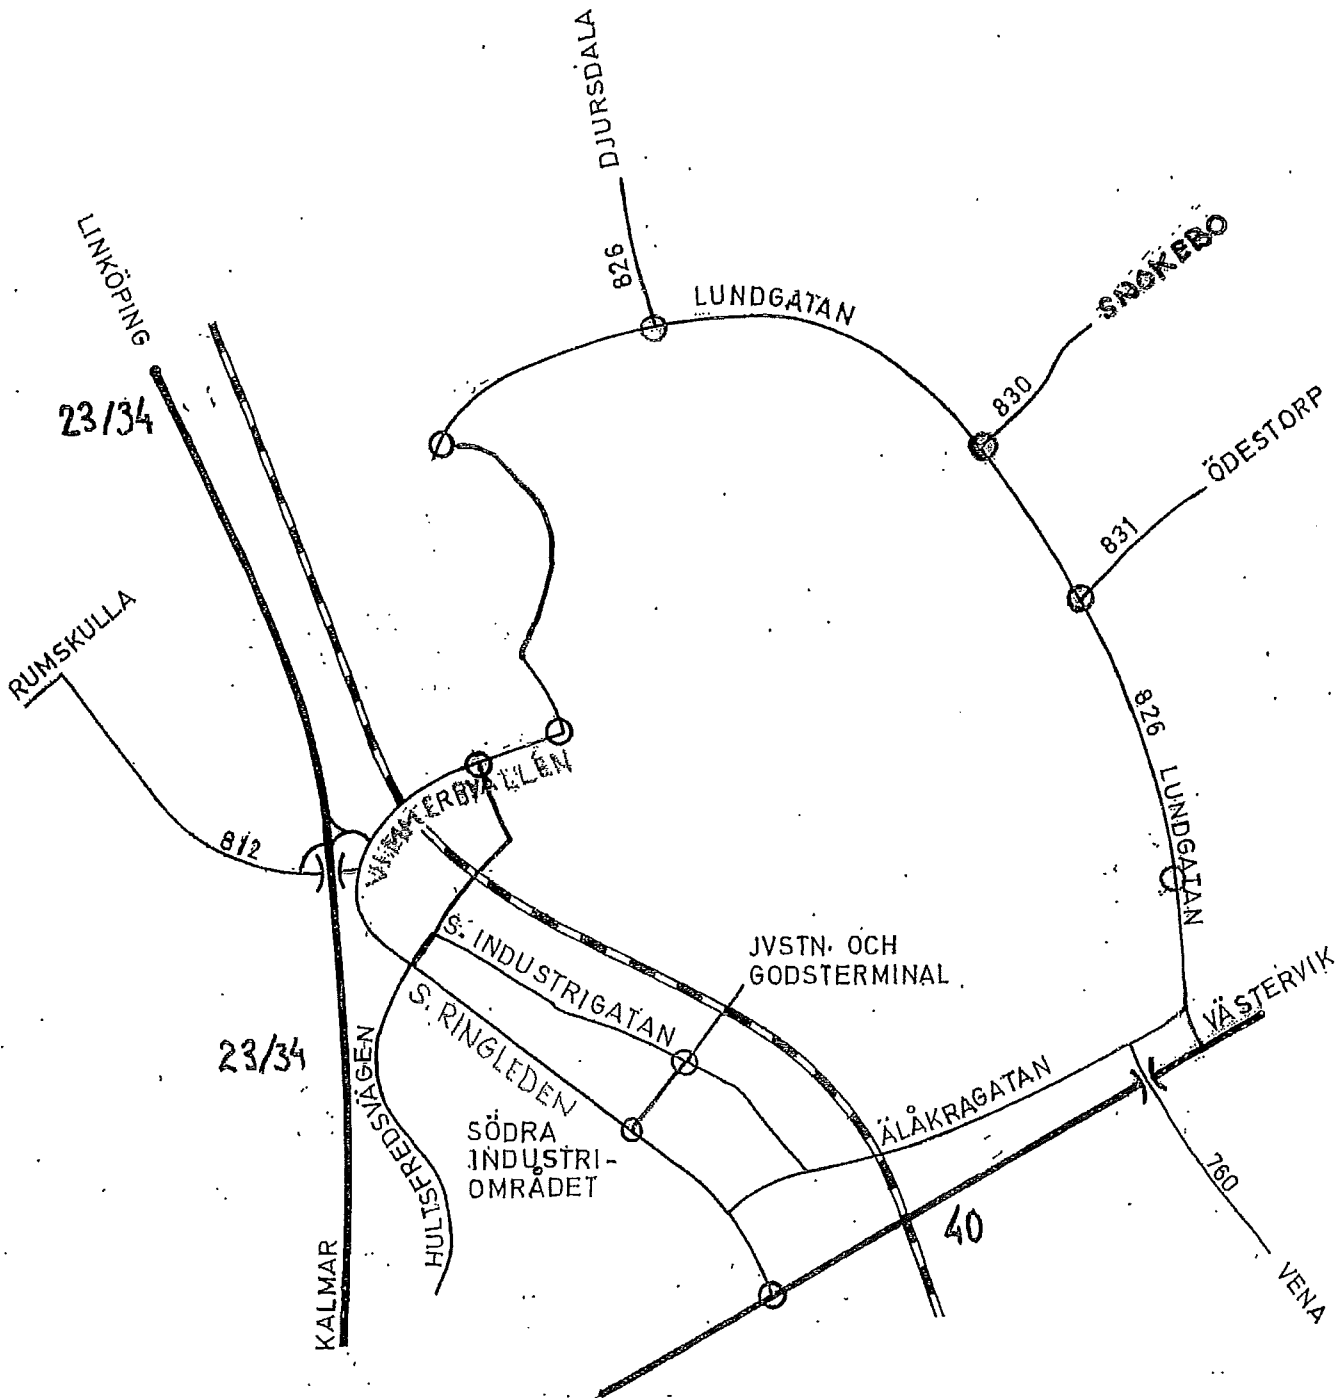 DJURSDALA
826
LUNDGATAN
LINKÖPING
23/34
830
ÖDESTORP
831
RUMSKULLA
826
LUNDGATAN
812
VIMMERBYALLÉN
S. INDUSTRIGATAN
JVSTN. OCH
GODSTERMINAL
S. RINGLEDEN
VÄSTERVIK
23/34
HULTSFREDSVÄGEN
ÄLÅKRAGATAN
SÖDRA
INDUSTRI-
OMRÅDET
760
40
KALMAR
VENA